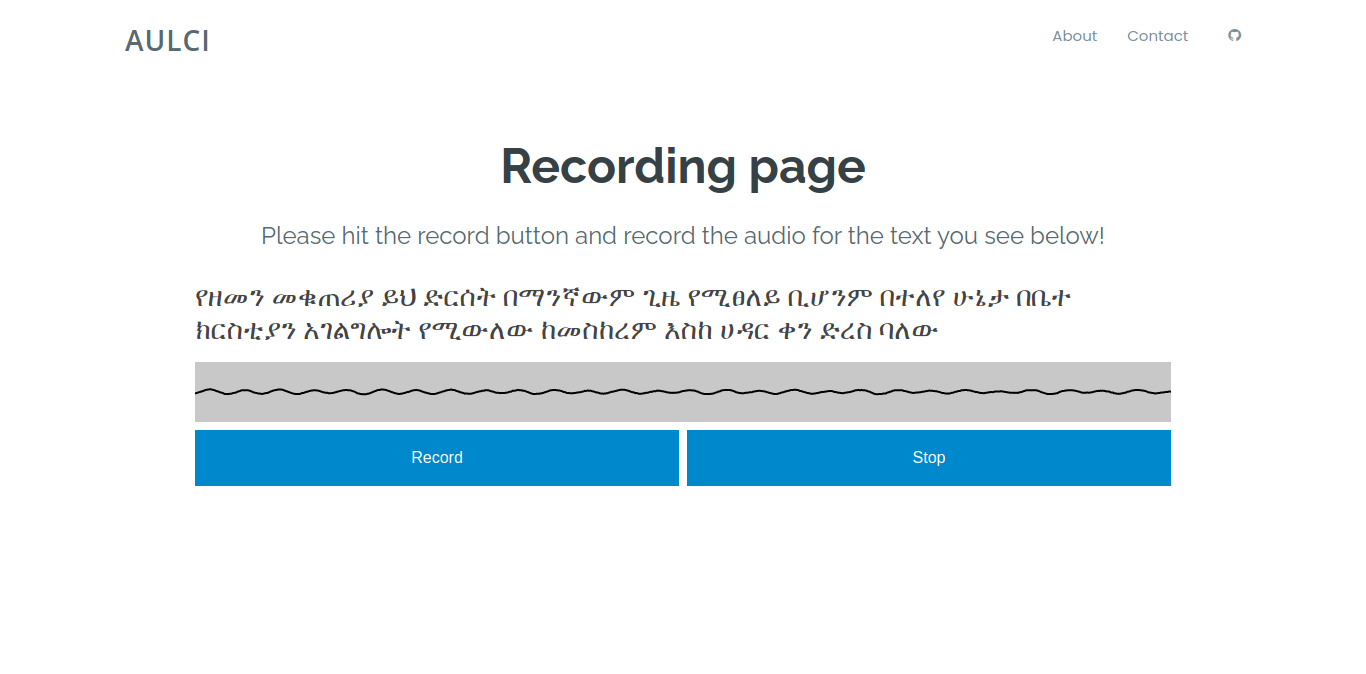 AULCI
About
Contact
Recording page
Please hit the record button and record the audio for the text you see below!
የዘመን መቁጠሪያ ይህ ድርሰት በማንኛውም ጊዜ የሚፀለይ ቢሆንም በተለየ ሁኔታ በቤተ
ክርስቲያን አገልግሎት የሚውለው ከመስከረም እስከ ሀዳር ቀን ድረስ ባለው
Record
Stop